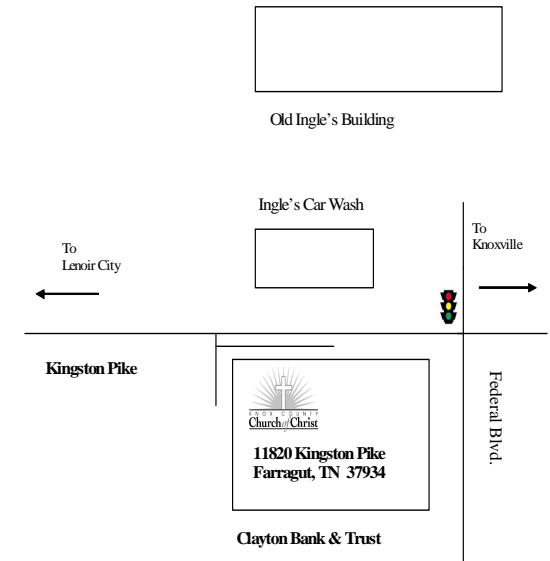 Old Ingle's Building
Ingle's Car Wash
To
Lenoir City
To
Knoxville
Kingston Pike
Federal Blvd.
KNOX COUNTY
Church of Christ
11820 Kingston Pike
Farragut, TN 37934
Clayton Bank & Trust